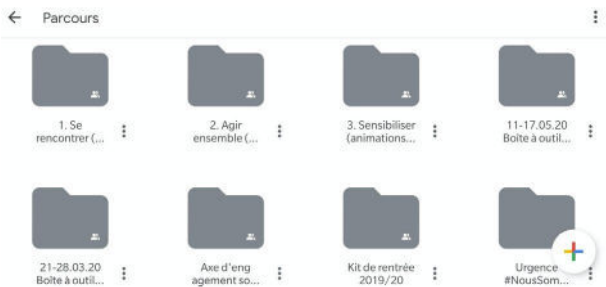 Parcours
1. Se
rencontrer (...
2. Agir
ensemble (...
3. Sensibiliser
(animations...
11-17.05.20
Boîte à outil...
21-28.03.20
Boîte à outil...
Axe d'eng
agement so...
Kit de rentrée
2019/20
Urgence
#NousSom...